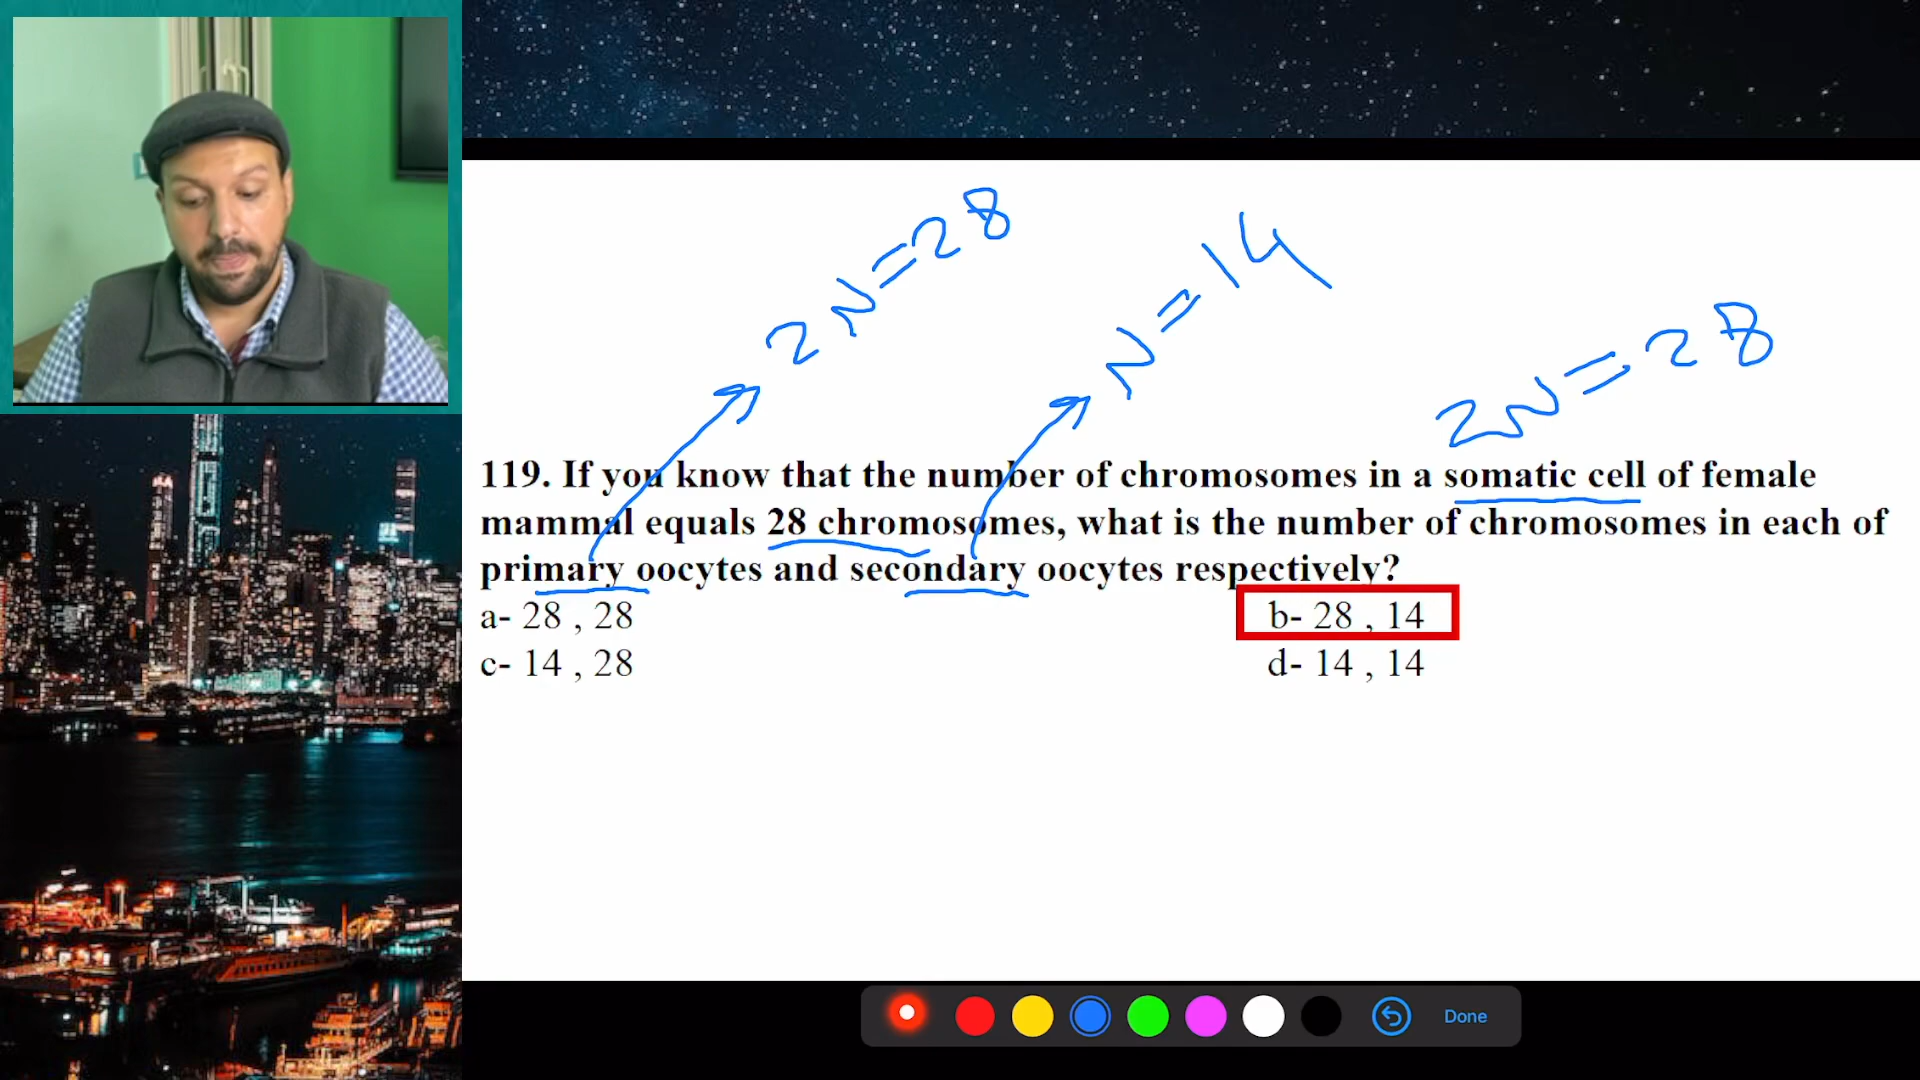 2N=28
N=14
2N=28
119. If you know that the number of chromosomes in a somatic cell of female
mammal equals 28 chromosomes, what is the number of chromosomes in each of
primary oocytes and secondary oocytes respectively?
a- 28 , 28
b- 28 , 14
c- 14 , 28
d- 14 , 14
Done